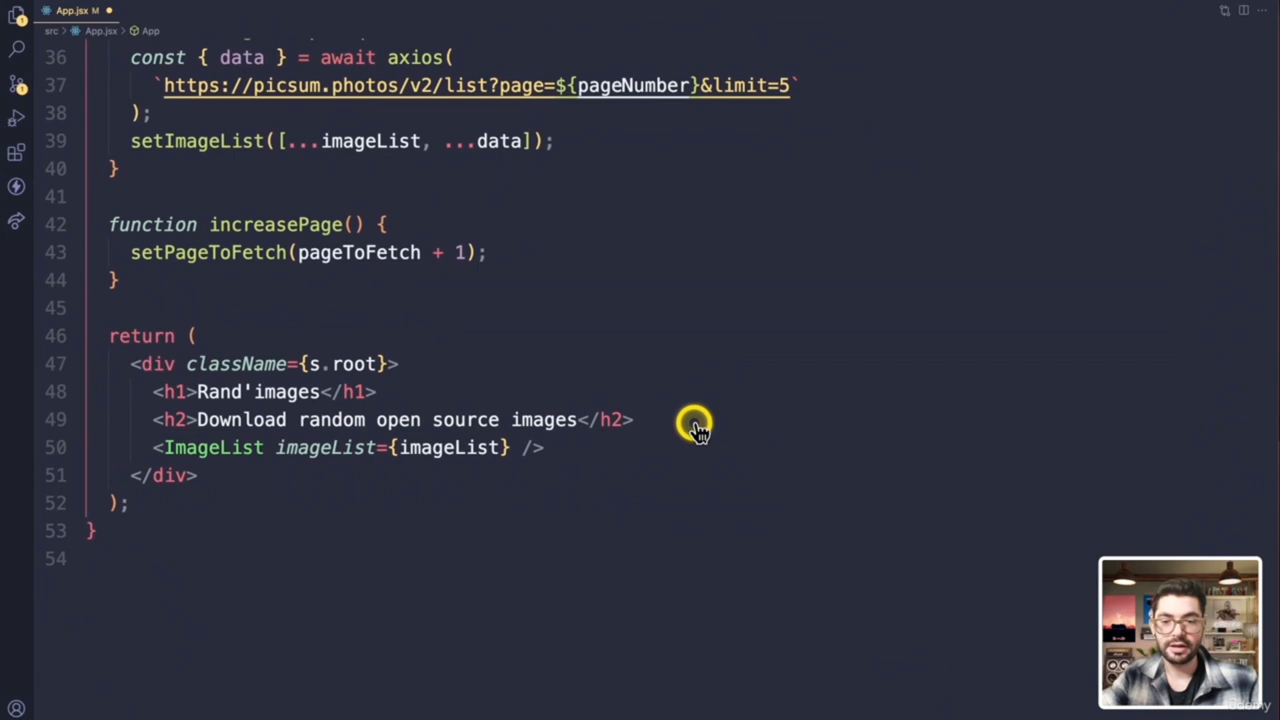 App.jsx M
src > App.jsx > App
36 const { data } = await axios(
37 `https://picsum.photos/v2/list?page=${pageNumber}&limit=5`
38 );
39 setImageList([...imageList, ...data]);
40 }
41
42 function increasePage() {
43 setPageToFetch(pageToFetch + 1);
44 }
45
46 return (
47 <div className={s.root}>
48 <h1>Rand'images</h1>
49 <h2>Download random open source images</h2>
50 <ImageList imageList={imageList} />
51 </div>
52 );
53 }
54
1
1